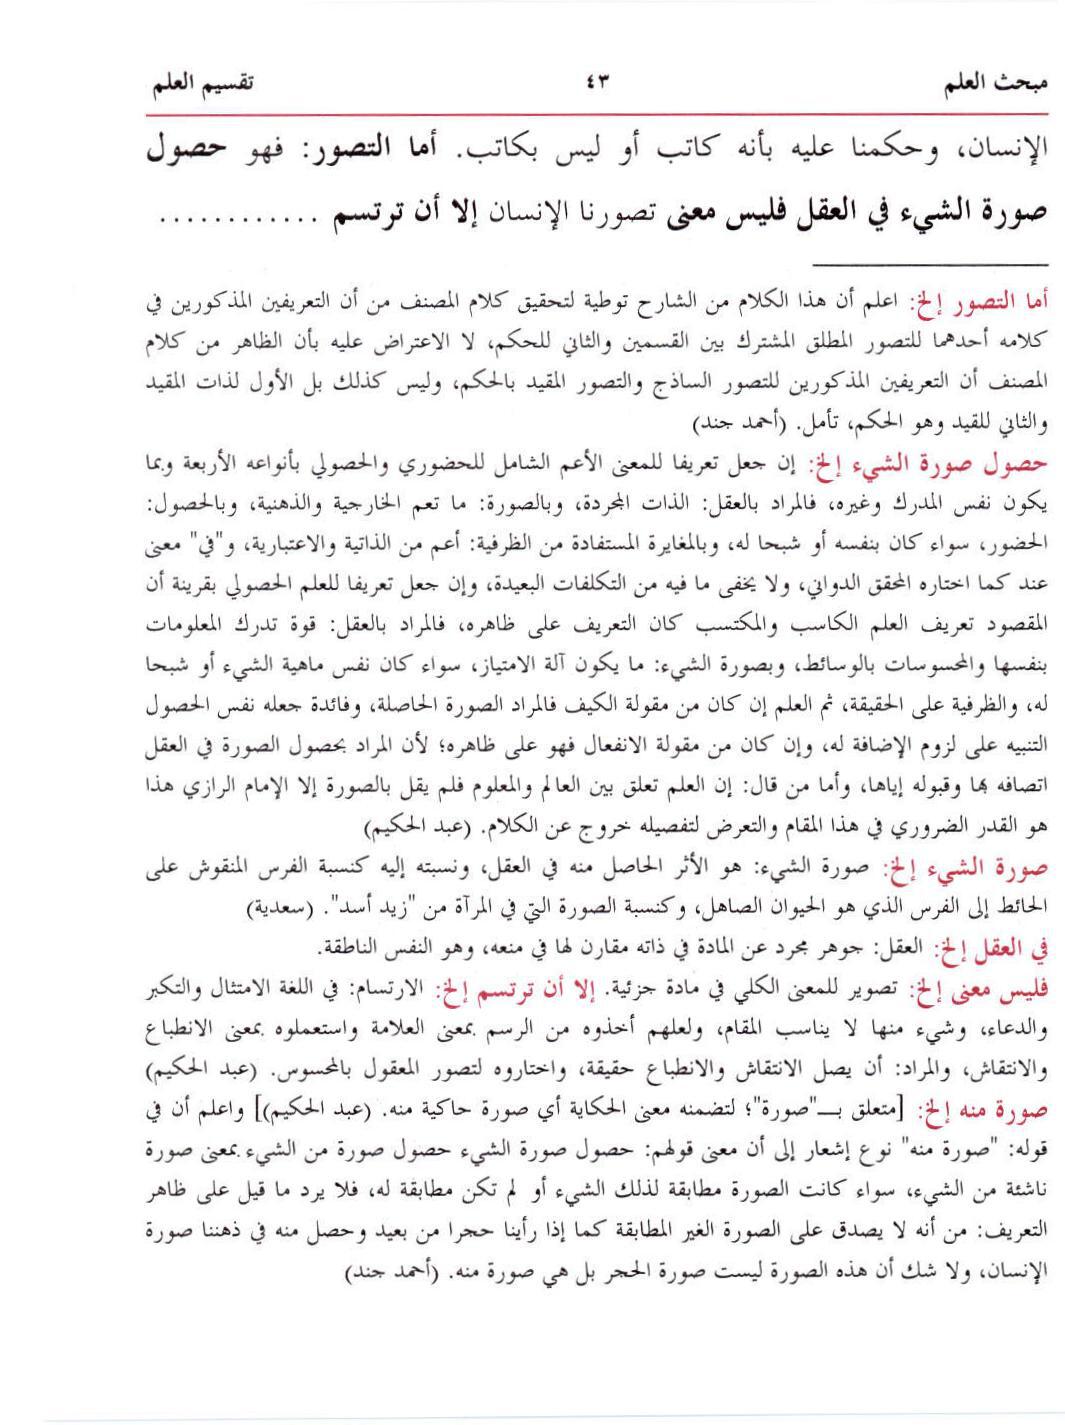 مبحث العلم ٤٣ تقسيم العلم
الإنسان، وحكمنا عليه بأنه كاتب أو ليس بكاتب. أما التصور: فهو حصول
صورة الشيء في العقل فليس معنى تصورنا الإنسان إلا أن ترتسم ............
أما التصور إلخ: اعلم أن هذا الكلام من الشارح توطية لتحقيق كلام المصنف من أن التعريفين المذكورين في
كلامه أحدهما للتصور المطلق المشترك بين القسمين والثاني للحكم، لا الاعتراض عليه بأن الظاهر من كلام
المصنف أن التعريفين المذكورين للتصور الساذج والتصور المقيد بالحكم، وليس كذلك بل الأول لذات المقيد
والثاني للقيد وهو الحكم، تأمل. (أحمد جند)
حصول صورة الشيء إلخ: إن جعل تعريفا للمعنى الأعم الشامل للحضوري والحصولي بأنواعه الأربعة وبما
يكون نفس المدرك وغيره، فالمراد بالعقل: الذات المجردة، وبالصورة: ما تعم الخارجية والذهنية، وبالحصول:
الحضور، سواء كان بنفسه أو شبحا له، وبالمغايرة المستفادة من الظرفية: أعم من الذاتية والاعتبارية، و"في" معنى
عند كما اختاره المحقق الدواني، ولا يخفى ما فيه من التكلفات البعيدة، وإن جعل تعريفا للعلم الحصولي بقرينة أن
المقصود تعريف العلم الكاسب والمكتسب كان التعريف على ظاهره، فالمراد بالعقل: قوة تدرك المعلومات
بنفسها والمحسوسات بالوسائط، وبصورة الشيء: ما يكون آلة الامتياز، سواء كان نفس ماهية الشيء أو شبحا
له، والظرفية على الحقيقة، ثم العلم إن كان من مقولة الكيف فالمراد الصورة الحاصلة، وفائدة جعله نفس الحصول
التنبيه على لزوم الإضافة له، وإن كان من مقولة الانفعال فهو على ظاهره؛ لأن المراد بحصول الصورة في العقل
اتصافه بها وقبوله إياها، وأما من قال: إن العلم تعلق بين العالم والمعلوم فلم يقل بالصورة إلا الإمام الرازي هذا
هو القدر الضروري في هذا المقام والتعرض لتفصيله خروج عن الكلام. (عبد الحكيم)
صورة الشيء إلخ: صورة الشيء: هو الأثر الحاصل منه في العقل، ونسبته إليه كنسبة الفرس المنقوش على
الحائط إلى الفرس الذي هو الحيوان الصاهل، وكنسبة الصورة التي في المرآة من "زيد أسد". (سعدية)
في العقل إلخ: العقل: جوهر مجرد عن المادة في ذاته مقارن لها في منعه، وهو النفس الناطقة.
فليس معنى إلخ: تصوير للمعنى الكلي في مادة جزئية. إلا أن ترتسم إلخ: الارتسام: في اللغة الامتثال والتكبر
والدعاء، وشيء منها لا يناسب المقام، ولعلهم أخذوه من الرسم بمعنى العلامة واستعملوه بمعنى الانطباع
والانتقاش، والمراد: أن يصل الانتقاش والانطباع حقيقة، واختاروه لتصور المعقول بالمحسوس. (عبد الحكيم)
صورة منه إلخ: [متعلق بـــ"صورة"؛ لتضمنه معنى الحكاية أي صورة حاكية منه. (عبد الحكيم)] واعلم أن في
قوله: "صورة منه" نوع إشعار إلى أن معنى قولهم: حصول صورة الشيء حصول صورة من الشيء بمعنى صورة
ناشئة من الشيء، سواء كانت الصورة مطابقة لذلك الشيء أو لم تكن مطابقة له، فلا يرد ما قيل على ظاهر
التعريف: من أنه لا يصدق على الصورة الغير المطابقة كما إذا رأينا حجرا من بعيد وحصل منه في ذهننا صورة
الإنسان، ولا شك أن هذه الصورة ليست صورة الحجر بل هي صورة منه. (أحمد جند)